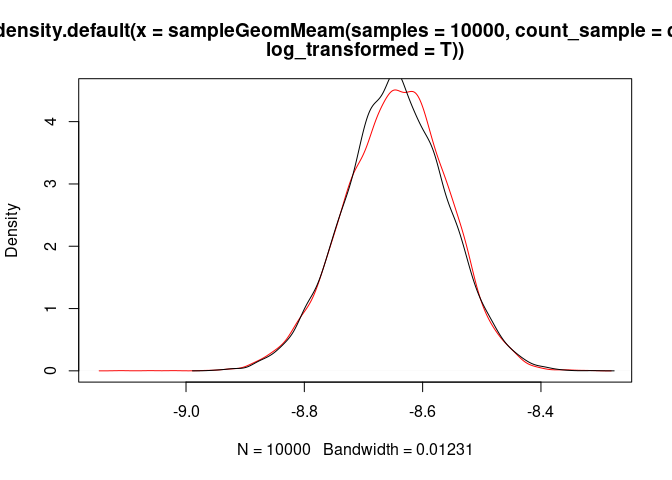 density.default(x = sampleGeomMeam(samples = 10000, count_sample = c
log_transformed = T))
Density
4
3
2
1
0
-9.0 -8.8 -8.6 -8.4
N = 10000 Bandwidth = 0.01231